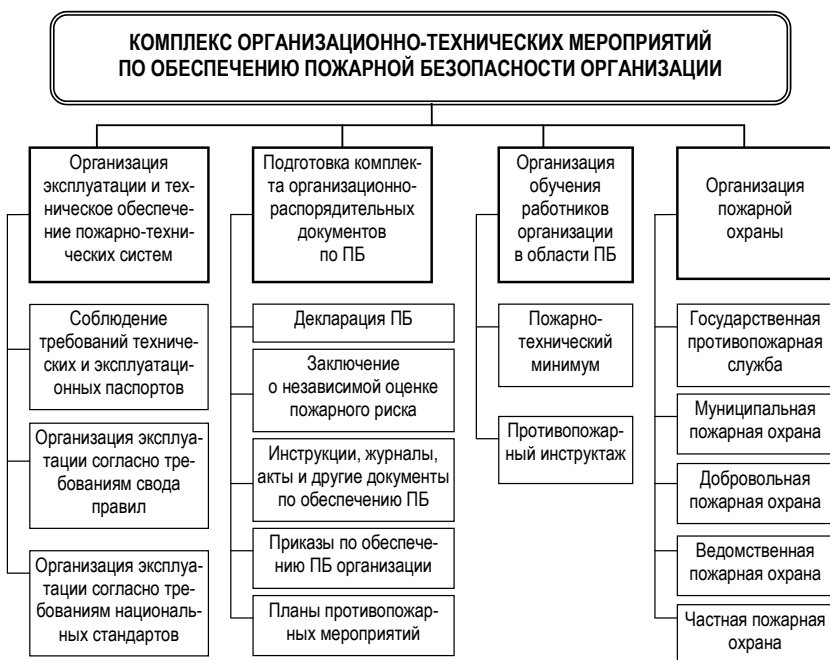 КОМПЛЕКС ОРГАНИЗАЦИОННО-ТЕХНИЧЕСКИХ МЕРОПРИЯТИЙ
ПО ОБЕСПЕЧЕНИЮ ПОЖАРНОЙ БЕЗОПАСНОСТИ ОРГАНИЗАЦИИ
Организация
эксплуатации и тех-
ническое обеспече-
ние пожарно-техни-
ческих систем
Соблюдение
требований техниче-
ских и эксплуатаци-
онных паспортов
Организация эксплуа-
тации согласно тре-
бованиям свода
правил
Организация эксплуа-
тации согласно тре-
бованиям националь-
ных стандартов
Подготовка комплек-
та организационно-
распорядительных
документов
по ПБ
Декларация ПБ
Заключение
о независимой оценке
пожарного риска
Инструкции, журналы,
акты и другие документы
по обеспечению ПБ
Приказы по обеспече-
нию ПБ организации
Планы противопожар-
ных мероприятий
Организация
обучения
работников
организации
в области ПБ
Пожарно-
технический
минимум
Противопожар-
ный инструктаж
Организация
пожарной
охраны
Государственная
противопожарная
служба
Муниципальная
пожарная охрана
Добровольная
пожарная охрана
Ведомственная
пожарная охрана
Частная пожарная
охрана